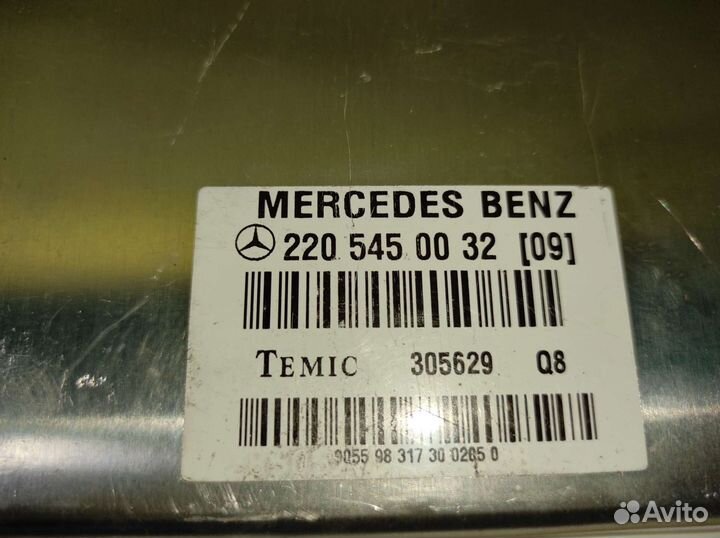 MERCEDES BENZ
220 545 00 32 [09]
TEMIC 305629 Q8
9055 98 317 30 0265 0
Avito